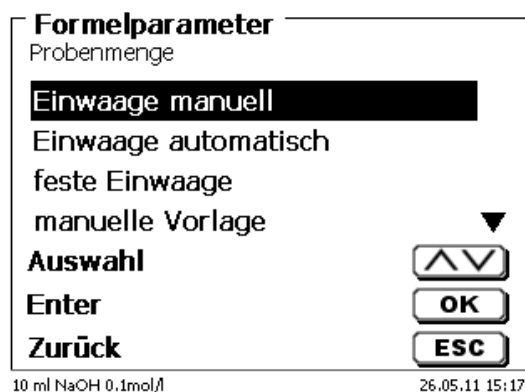 Formelparameter
Probenmenge
Einwaage manuell
Einwaage automatisch
feste Einwaage
manuelle Vorlage
Auswahl
Enter OK
Zurück ESC
10 ml NaOH 0.1mol/l 26.05.11 15:17